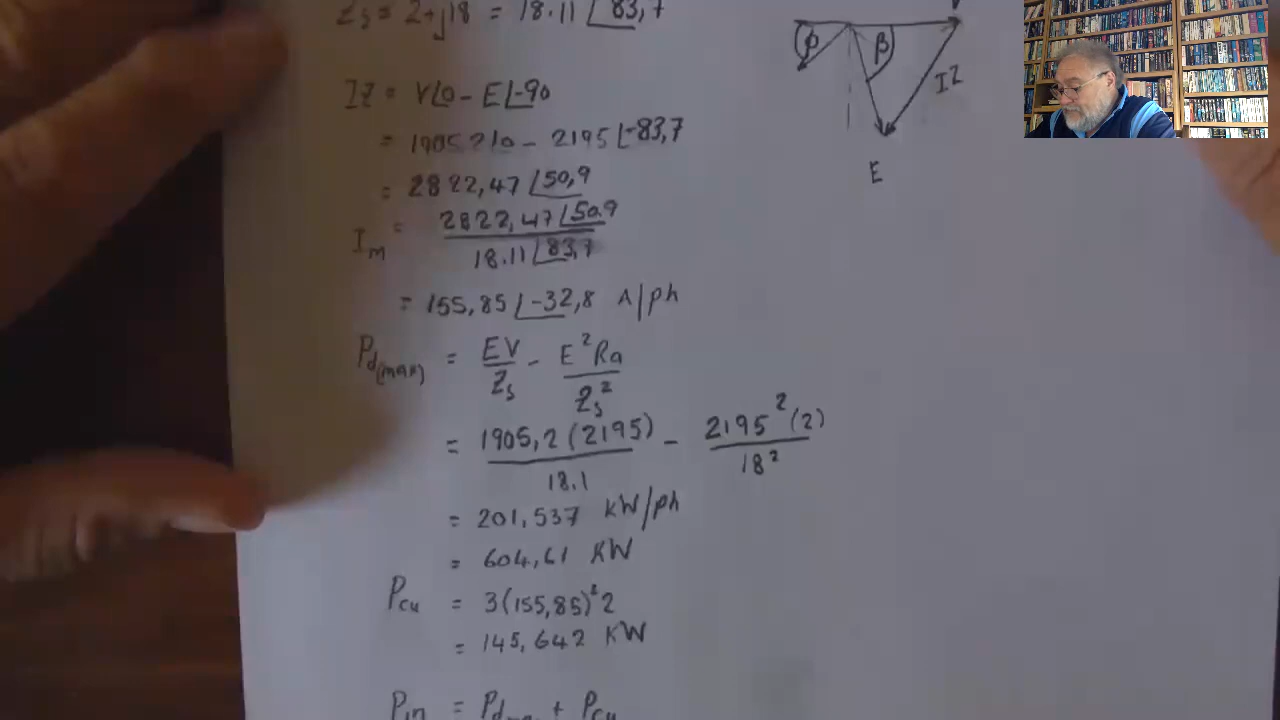 Zs = 2+j18 = 18.11∠83,7
IZ = V∠0 - E∠-90
= 1905,2∠0 - 2195∠-83,7
= 2822,47∠50,9
Im = 2822,47∠50.9 / 18.11∠83,7
= 155,85∠-32,8 A/ph
Pd(max) = EV/Zs - E²Ra/Zs²
= 1905,2(2195)/18.1 - 2195²(2)/18²
= 201,537 KW/ph
= 604,61 KW
Pcu = 3(155,85)²2
= 145,642 KW
Pin = Pdmax + Pcu
φ
β
IZ
E